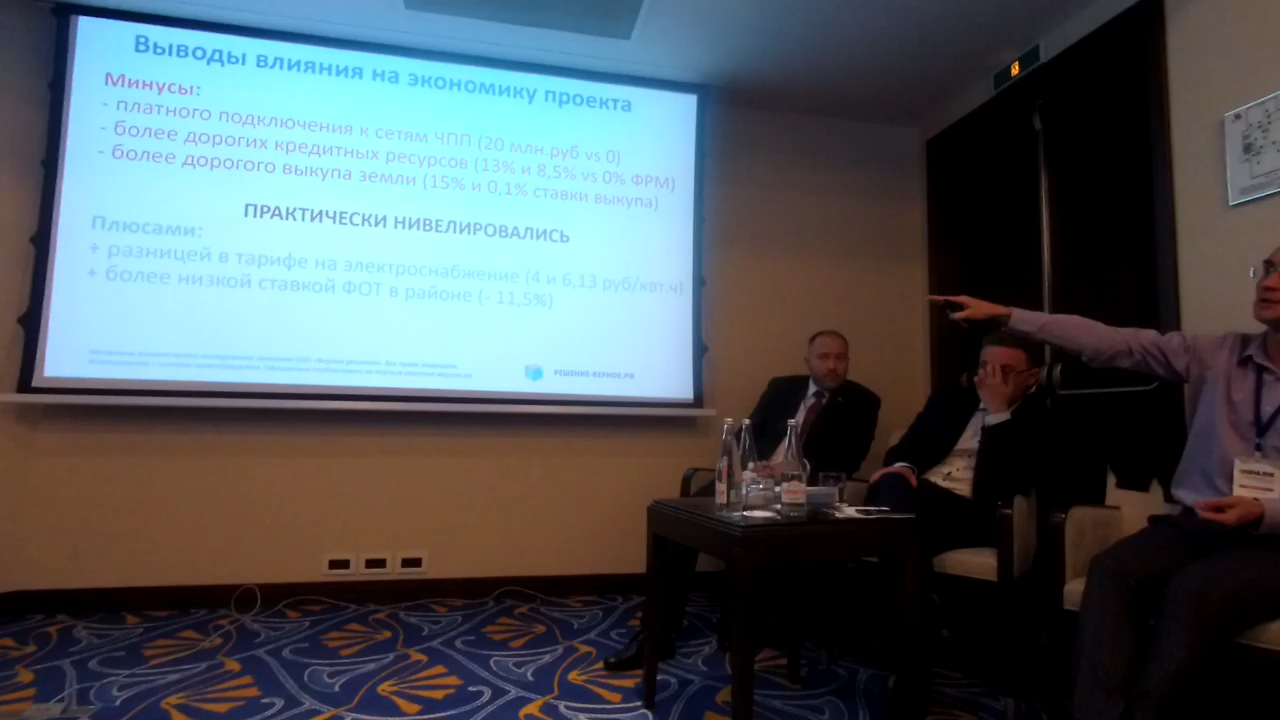 Выводы влияния на экономику проекта
Минусы:
- платного подключения к сетям ЧПП (20 млн.руб vs 0)
- более дорогих кредитных ресурсов (13% и 8,5% vs 0% ФРМ)
- более дорогого выкупа земли (15% и 0,1% ставки выкупа)
ПРАКТИЧЕСКИ НИВЕЛИРОВАЛИСЬ
Плюсами:
+ разницей в тарифе на электроснабжение (4 и 6,13 руб/квт.ч)
+ более низкой ставкой ФОТ в районе (- 11,5%)
РЕШЕНИЕ-ВЕРНОЕ.РФ